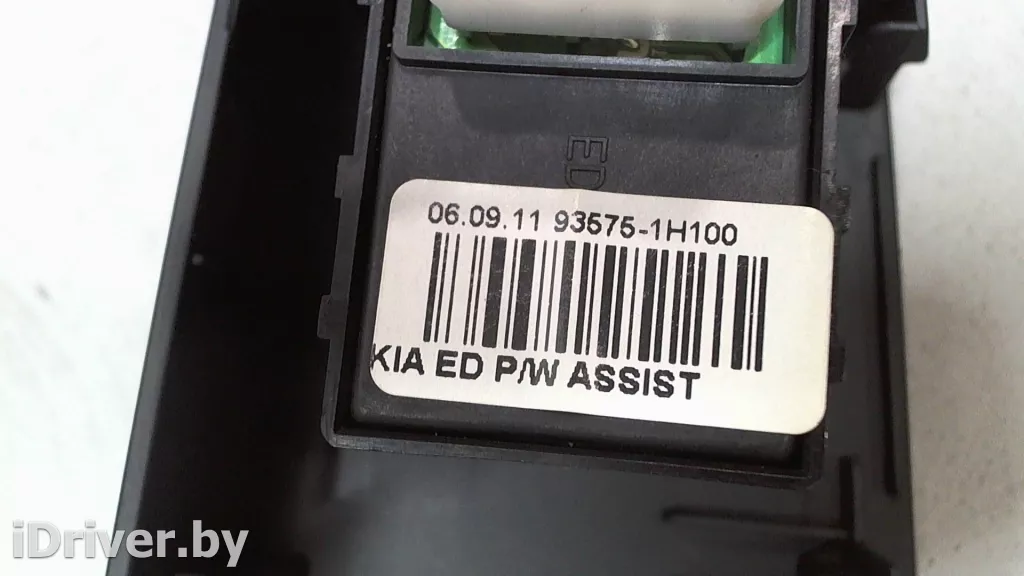 ED
06.09.11 93575-1H100
KIA ED P/W ASSIST
iDriver.by